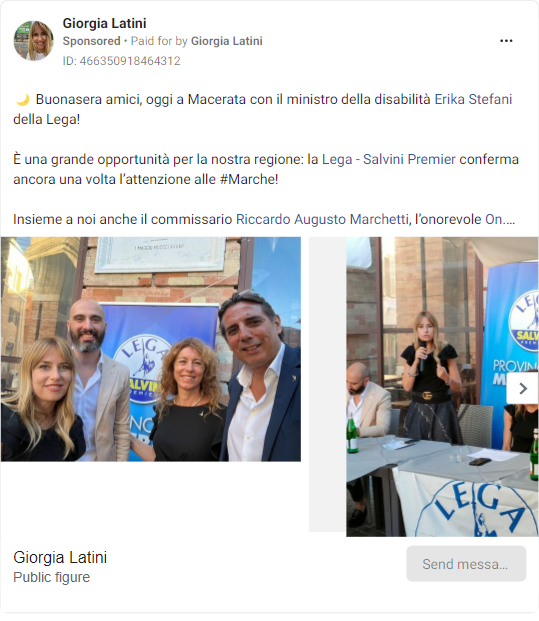 Giorgia Latini
Sponsored • Paid for by Giorgia Latini
ID: 466350918464312
🌙 Buonasera amici, oggi a Macerata con il ministro della disabilità Erika Stefani
della Lega!
È una grande opportunità per la nostra regione: la Lega - Salvini Premier conferma
ancora una volta l'attenzione alle #Marche!
Insieme a noi anche il commissario Riccardo Augusto Marchetti, l'onorevole On....
LEGA
SALVINI
PREMIER
LEGA
SALV
PREMIE
PROVIN
LEGA
Giorgia Latini
Public figure
Send messa...